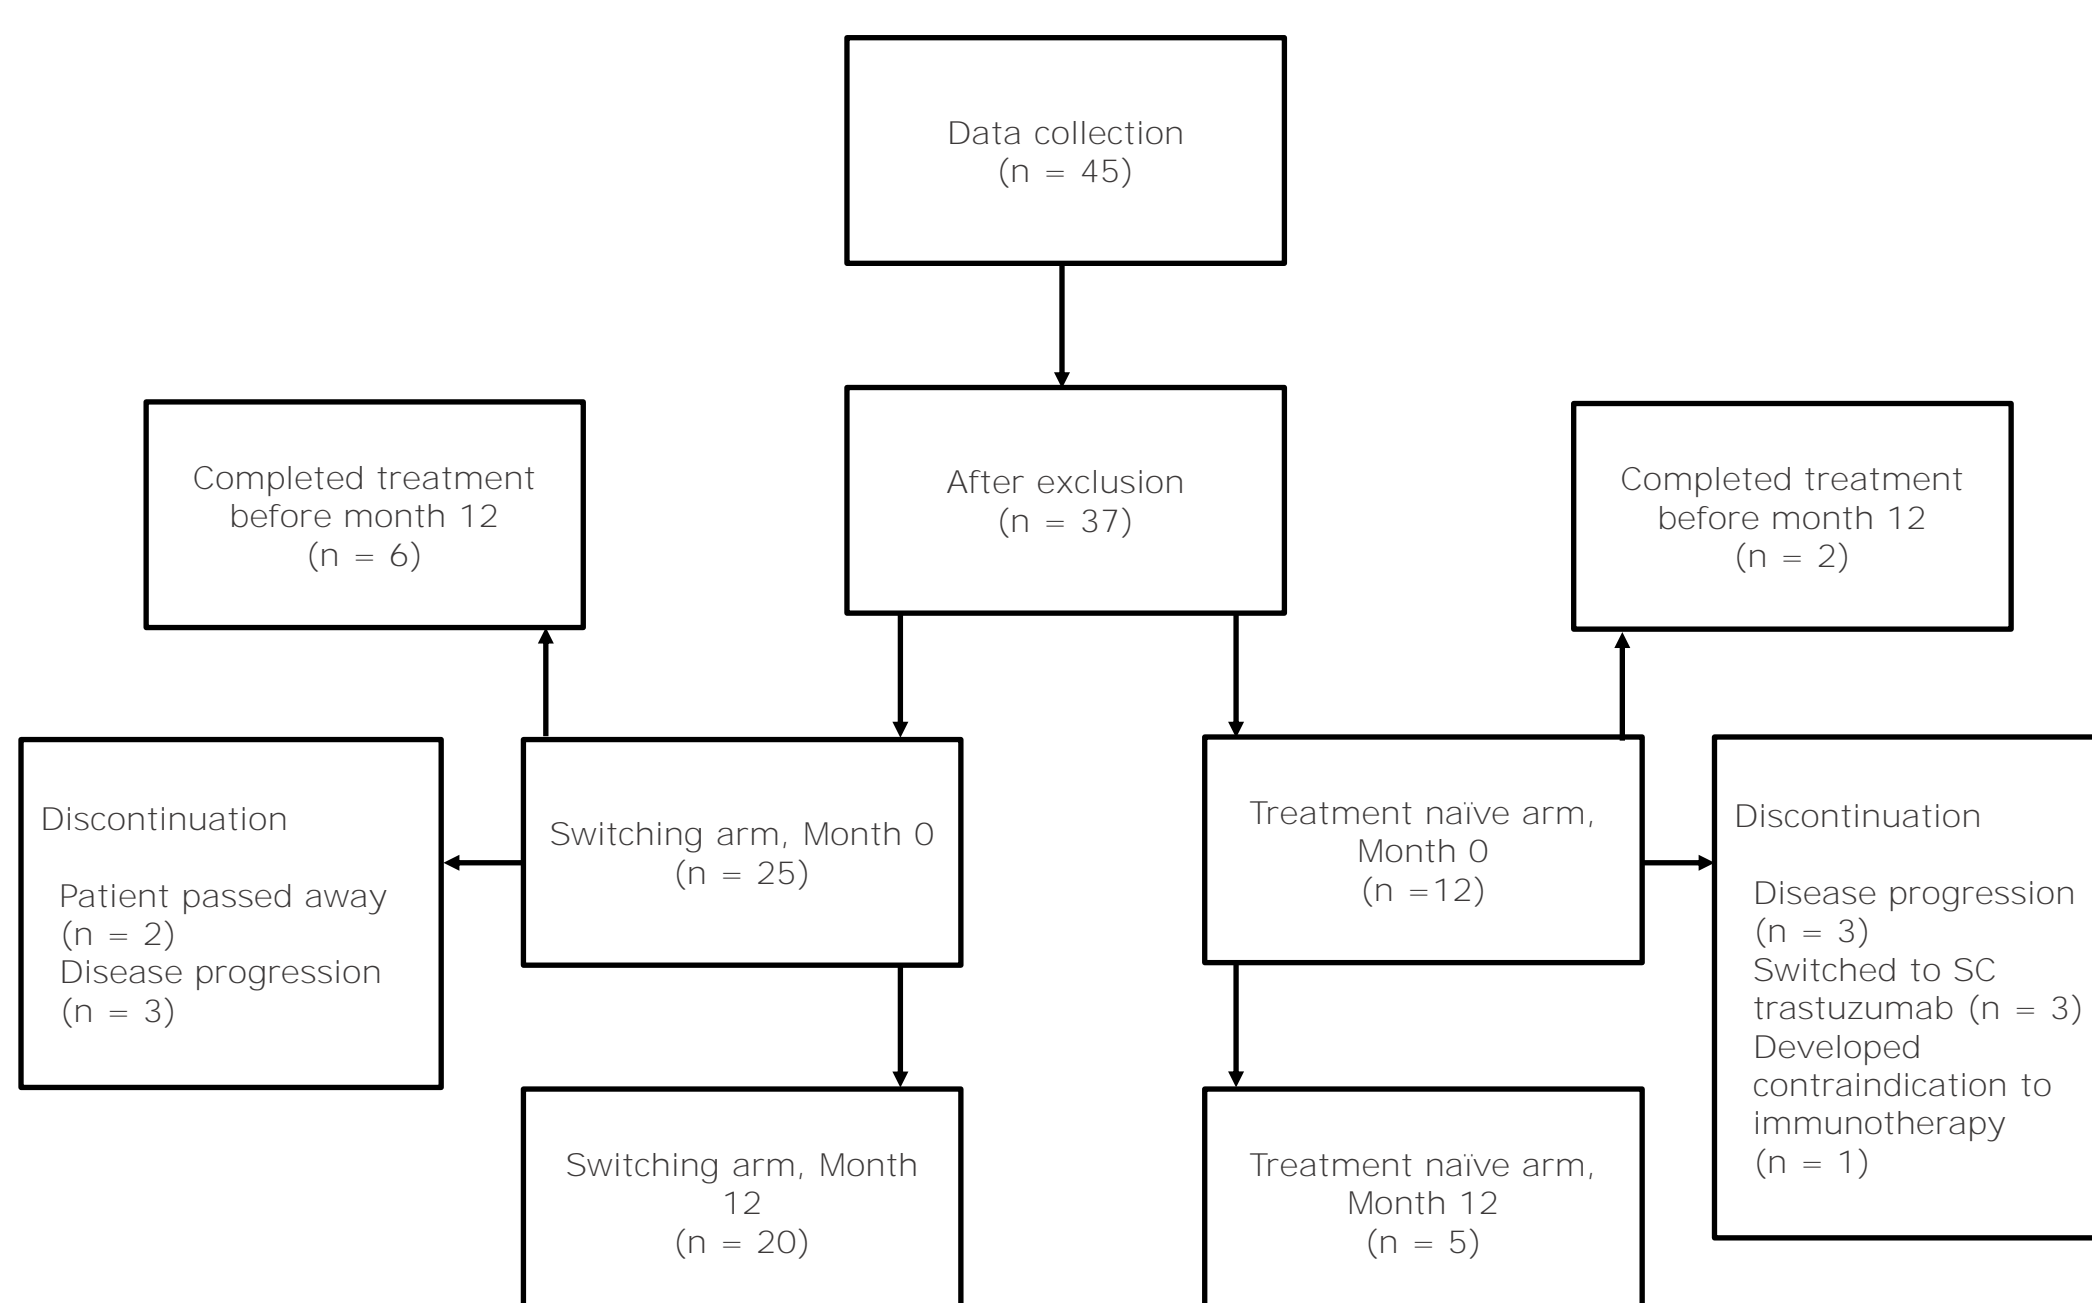 Data collection
(n = 45)
Completed treatment
before month 12
(n = 6)
After exclusion
(n = 37)
Completed treatment
before month 12
(n = 2)
Discontinuation
Patient passed away
(n = 2)
Disease progression
(n = 3)
Switching arm, Month 0
(n = 25)
Treatment naïve arm,
Month 0
(n =12)
Discontinuation
Disease progression
(n = 3)
Switched to SC
trastuzumab (n = 3)
Developed
contraindication to
immunotherapy
(n = 1)
Switching arm, Month
12
(n = 20)
Treatment naïve arm,
Month 12
(n = 5)